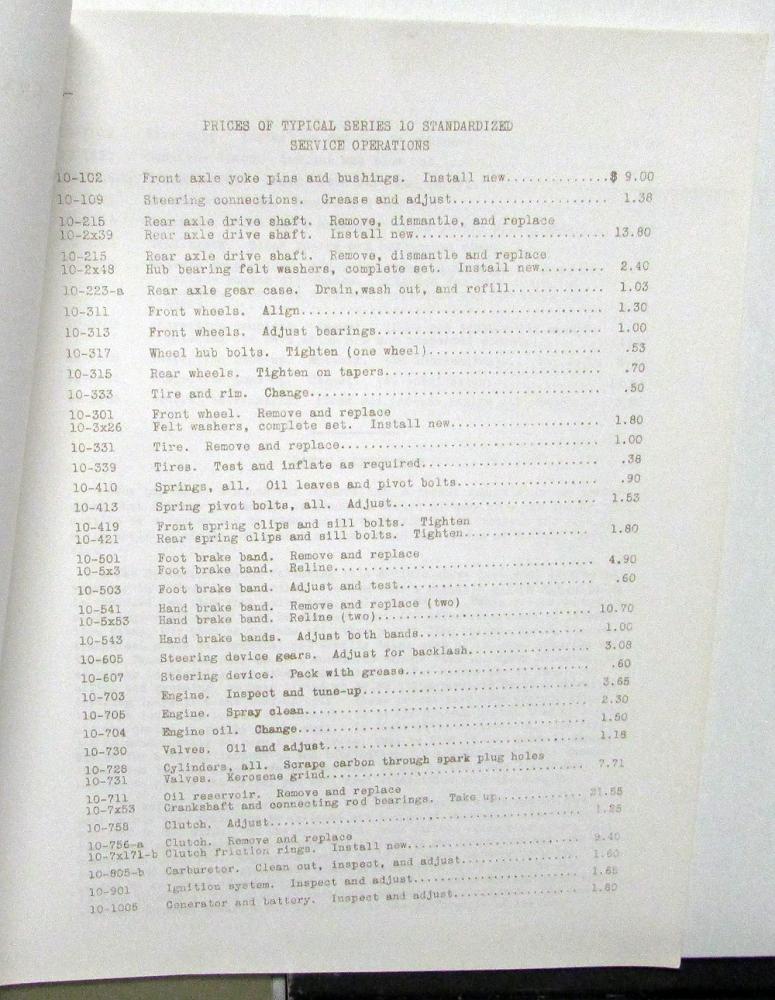 PRICES OF TYPICAL SERIES 10 STANDARDIZED
SERVICE OPERATIONS
10-102 Front axle yoke pins and bushings. Install new..............$ 9.00
10-109 Steering connections. Grease and adjust...................... 1.38
10-215 Rear axle drive shaft. Remove, dismantle, and replace
10-2x39 Rear axle drive shaft. Install new........................... 13.80
10-215 Rear axle drive shaft. Remove, dismantle and replace
10-2x48 Hub bearing felt washers, complete set. Install new......... 2.40
10-223-a Rear axle gear case. Drain,wash out, and refill............. 1.03
10-311 Front wheels. Align.......................................... 1.30
10-313 Front wheels. Adjust bearings................................ 1.00
10-317 Wheel hub bolts. Tighten (one wheel)......................... .53
10-315 Rear wheels. Tighten on tapers............................... .70
10-333 Tire and rim. Change......................................... .50
10-301 Front wheel. Remove and replace
10-3x26 Felt washers, complete set. Install new..................... 1.80
10-331 Tire. Remove and replace..................................... 1.00
10-339 Tires. Test and inflate as required.......................... .38
10-410 Springs, all. Oil leaves and pivot bolts..................... .90
10-413 Spring pivot bolts, all. Adjust.............................. 1.53
10-419 Front spring clips and sill bolts. Tighten
10-421 Rear spring clips and sill bolts. Tighten.................. 1.80
10-501 Foot brake band. Remove and replace
10-5x3 Foot brake band. Reline...................................... 4.90
10-503 Foot brake band. Adjust and test............................. .60
10-541 Hand brake band. Remove and replace (two)
10-5x53 Hand brake band. Reline (two)............................... 10.70
10-543 Hand brake bands. Adjust both bands.......................... 1.00
10-605 Steering device gears. Adjust for backlash................... 3.08
10-607 Steering device. Pack with grease............................ .60
10-703 Engine. Inspect and tune-up.................................. 3.65
10-705 Engine. Spray clean.......................................... 2.30
10-704 Engine oil. Change........................................... 1.50
10-730 Valves. Oil and adjust....................................... 1.18
10-728 Cylinders, all. Scrape carbon through spark plug holes
10-731 Valves. Kerosene grind....................................... 7.71
10-711 Oil reservoir. Remove and replace
10-7x53 Crankshaft and connecting rod bearings. Take up............ 21.55
10-758 Clutch. Adjust............................................... 1.25
10-756-a Clutch. Remove and replace
10-7x171-b Clutch friction rings. Install new....................... 9.40
10-805-b Carburetor. Clean out, inspect, and adjust................. 1.60
10-901 Ignition system. Inspect and adjust.......................... 1.65
10-1005 Generator and battery. Inspect and adjust................... 1.80